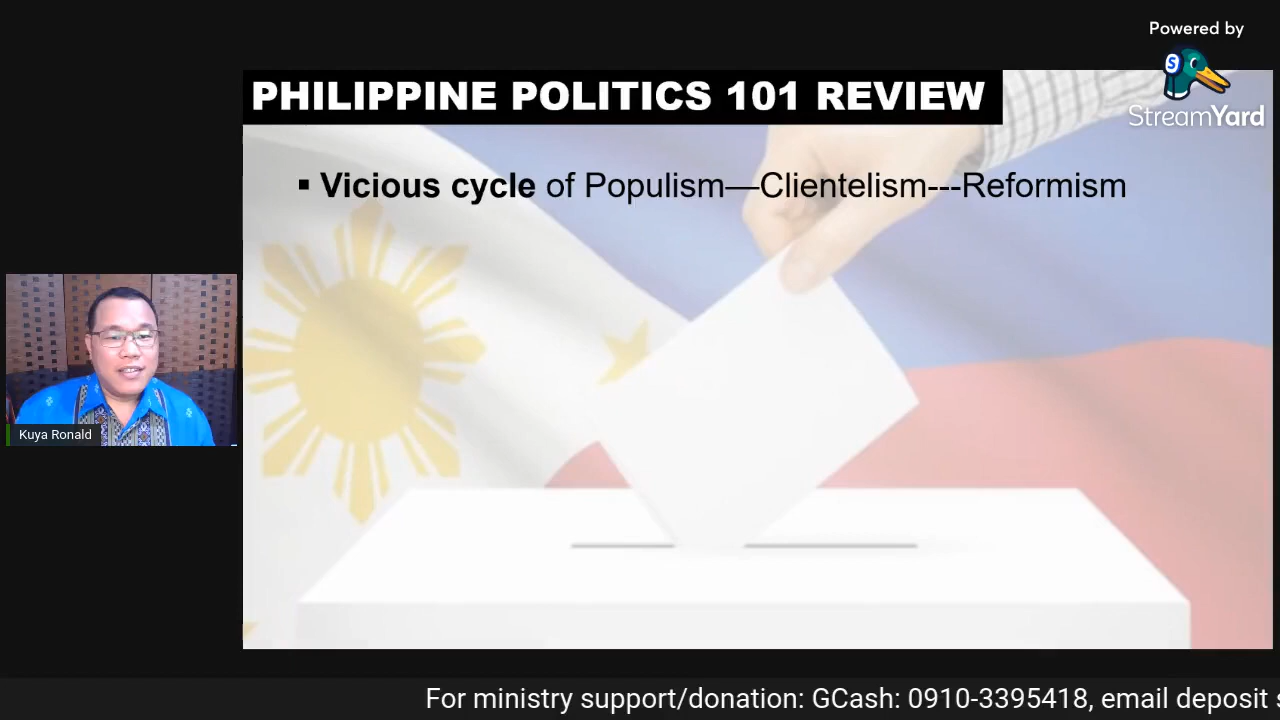 Powered by
StreamYard
PHILIPPINE POLITICS 101 REVIEW
▪ Vicious cycle of Populism—Clientelism---Reformism
Kuya Ronald
For ministry support/donation: GCash: 0910-3395418, email deposit